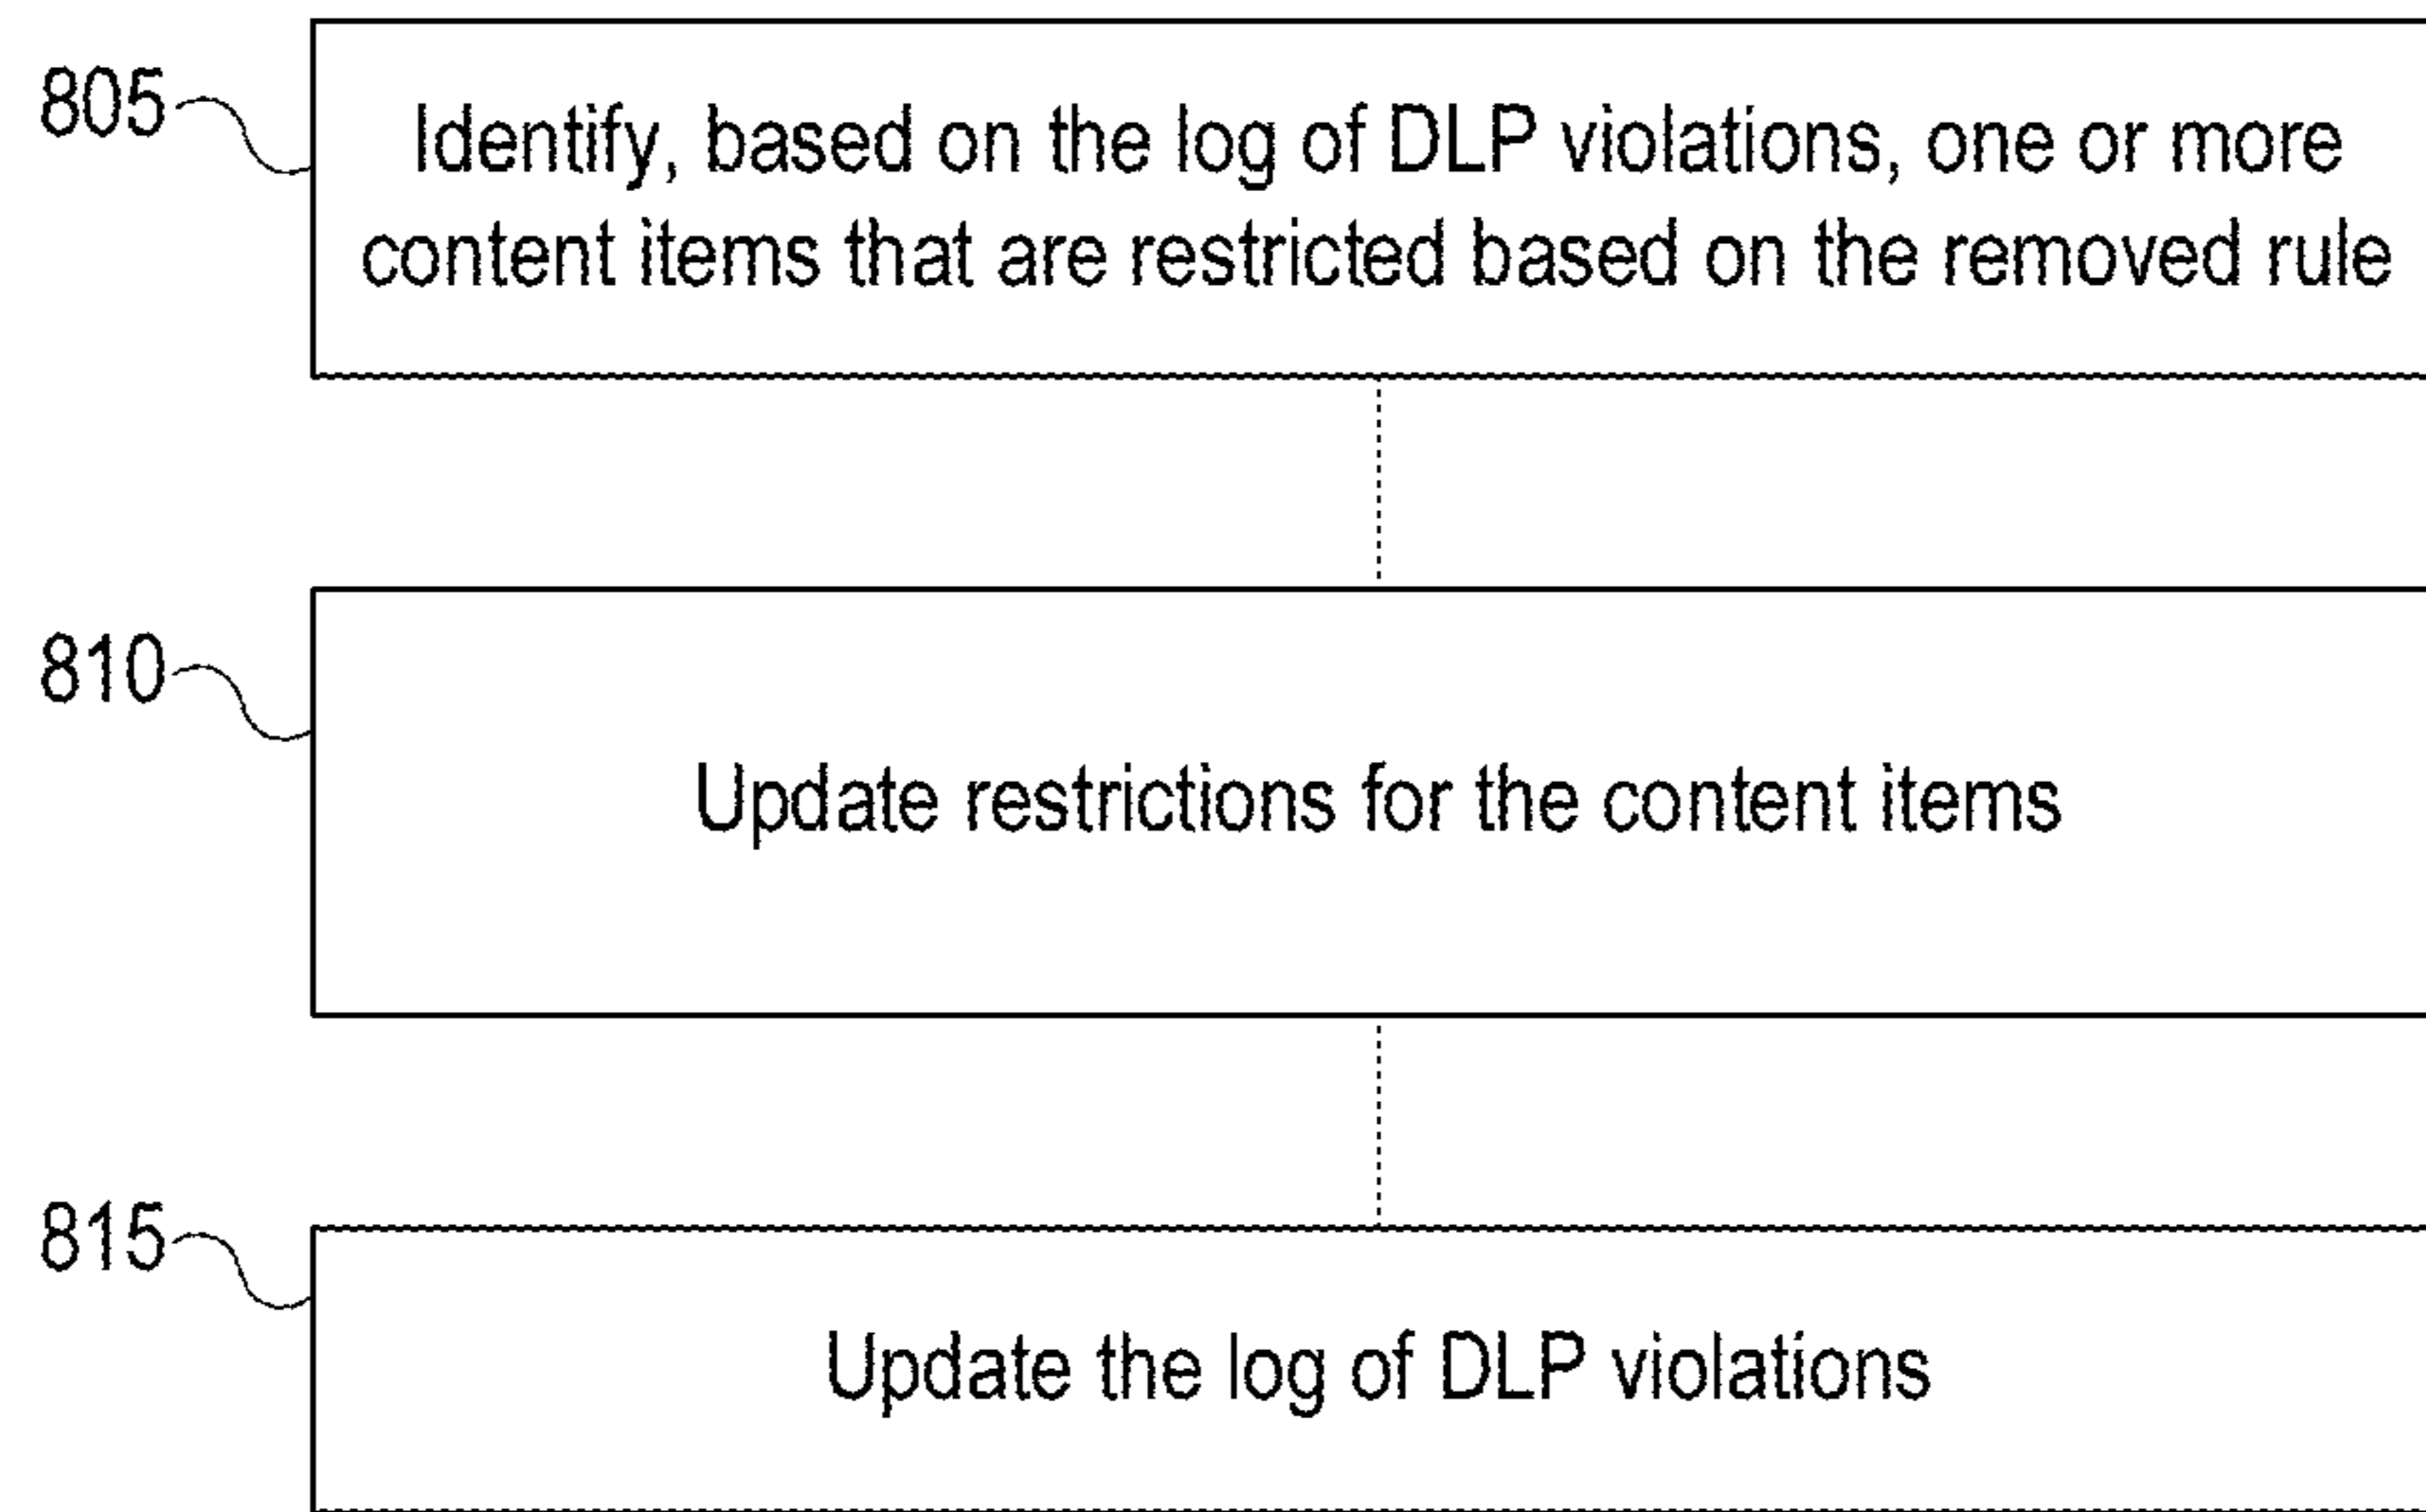 805
Identify, based on the log of DLP violations, one or more
content items that are restricted based on the removed rule
810
Update restrictions for the content items
815
Update the log of DLP violations